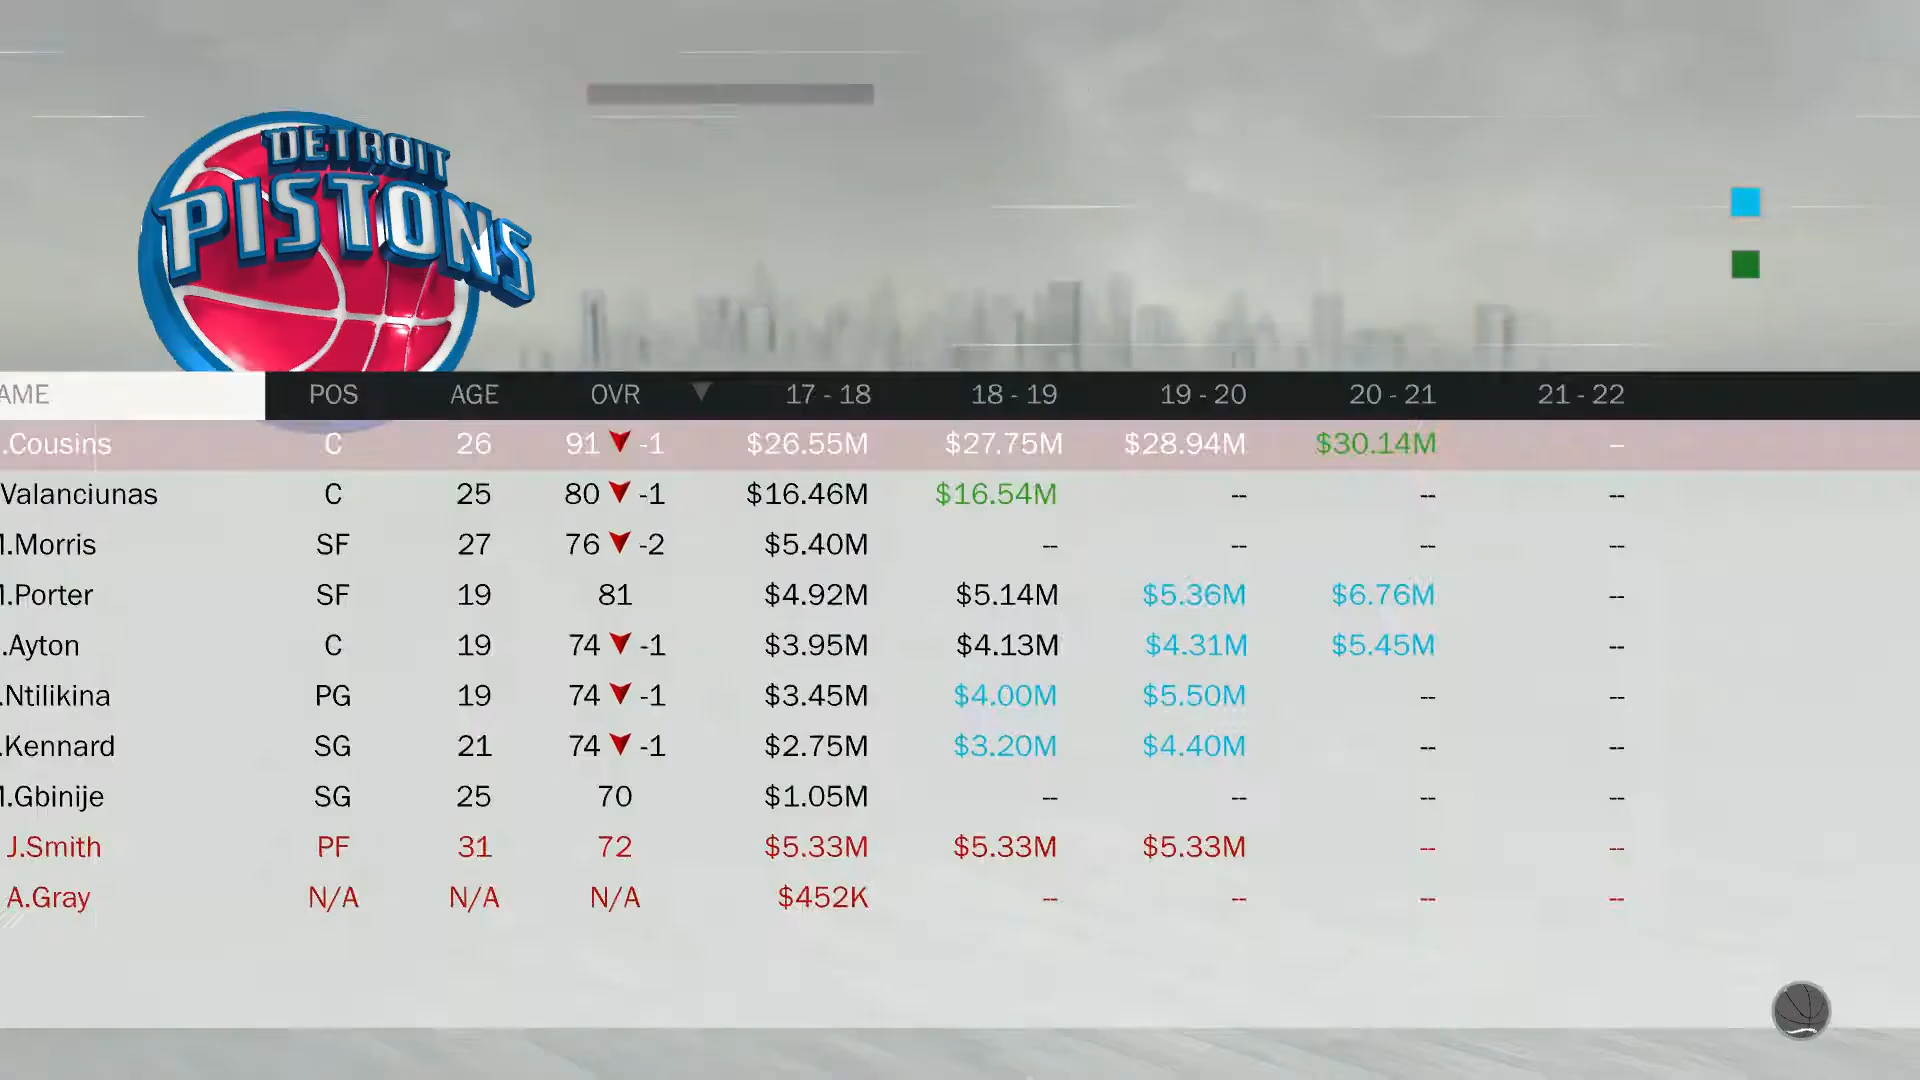 DETROIT
PISTONS
AME POS AGE OVR 17 - 18 18 - 19 19 - 20 20 - 21 21 - 22
.Cousins C 26 91 -1 $26.55M $27.75M $28.94M $30.14M --
Valanciunas C 25 80 -1 $16.46M $16.54M -- -- --
.Morris SF 27 76 -2 $5.40M -- -- -- --
.Porter SF 19 81 $4.92M $5.14M $5.36M $6.76M --
.Ayton C 19 74 -1 $3.95M $4.13M $4.31M $5.45M --
.Ntilikina PG 19 74 -1 $3.45M $4.00M $5.50M -- --
.Kennard SG 21 74 -1 $2.75M $3.20M $4.40M -- --
.Gbinije SG 25 70 $1.05M -- -- -- --
J.Smith PF 31 72 $5.33M $5.33M $5.33M -- --
A.Gray N/A N/A N/A $452K -- -- -- --